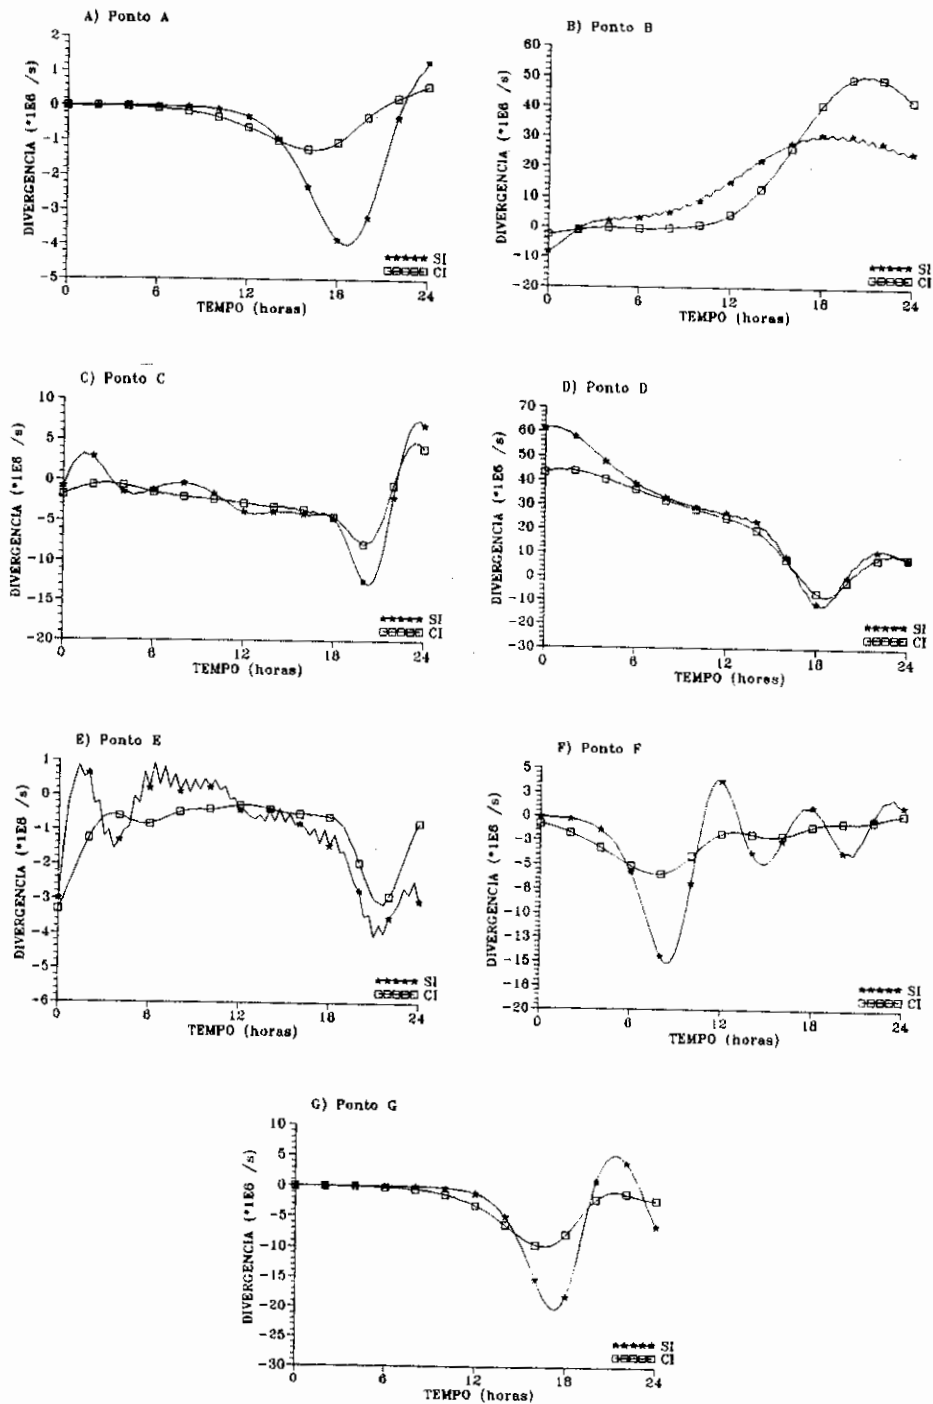 A) Ponto A
DIVERGENCIA (*1E6 /s)
2
1
0
-1
-2
-3
-4
-5
0 6 12 18 24
TEMPO (horas)
SI
CI
B) Ponto B
DIVERGENCIA (*1E6 /s)
60
50
40
30
20
10
0
-10
-20
0 6 12 18 24
TEMPO (horas)
SI
CI
C) Ponto C
DIVERGENCIA (*1E6 /s)
10
5
0
-5
-10
-15
-20
0 6 12 18 24
TEMPO (horas)
SI
CI
D) Ponto D
DIVERGENCIA (*1E6 /s)
70
60
50
40
30
20
10
0
-10
-20
-30
0 6 12 18 24
TEMPO (horas)
SI
CI
E) Ponto E
DIVERGENCIA (*1E6 /s)
1
0
-1
-2
-3
-4
-5
-6
0 6 12 18 24
TEMPO (horas)
SI
CI
F) Ponto F
DIVERGENCIA (*1E6 /s)
5
3
0
-3
-5
-8
-10
-13
-15
-18
-20
0 6 12 18 24
TEMPO (horas)
SI
CI
G) Ponto G
DIVERGENCIA (*1E6 /s)
10
5
0
-5
-10
-15
-20
-25
-30
0 6 12 18 24
TEMPO (horas)
SI
CI